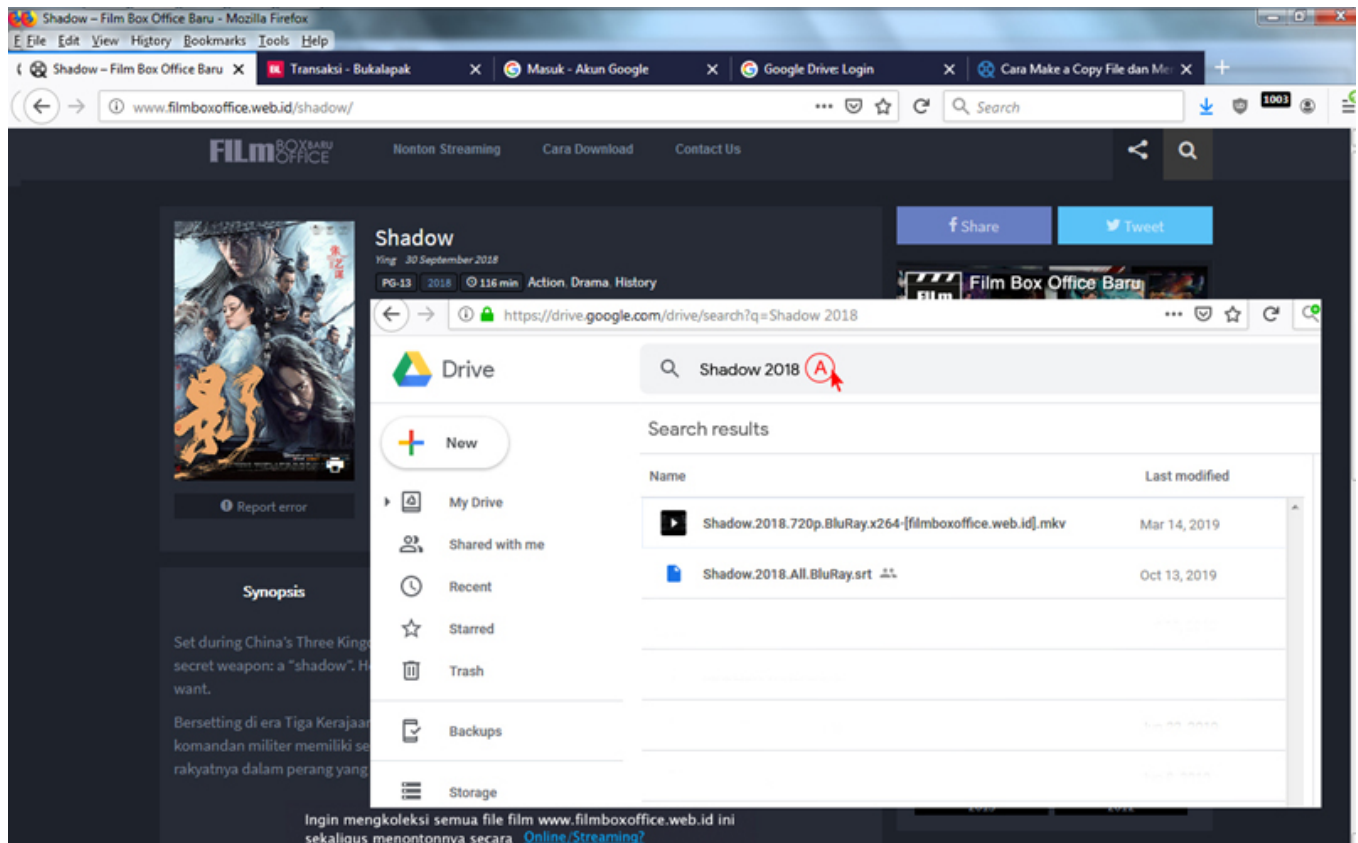 Shadow – Film Box Office Baru - Mozilla Firefox
E File Edit View History Bookmarks Tools Help
Shadow – Film Box Office Baru X
BL Transaksi - Bukalapak X
G Masuk - Akun Google X
G Google Drive: Login X
Cara Make a Copy File dan Me X
www.filmboxoffice.web.id/shadow/
Search
1003
FILm BOX OFFICE BARU
Nonton Streaming Cara Download Contact Us
Shadow
Ying 30 September 2018
PG-13 2018 116 min Action, Drama, History
f Share
Tweet
影
Film Box Office Baru
Report error
Synopsis
Set during China's Three King
secret weapon: a "shadow". H
want.
Bersetting di era Tiga Kerajaan
komandan militer memiliki se
rakyatnya dalam perang yang
https://drive.google.com/drive/search?q=Shadow 2018
Drive
Shadow 2018 A
New
My Drive
Shared with me
Recent
Starred
Trash
Backups
Storage
Search results
Name Last modified
Shadow.2018.720p.BluRay.x264-[filmboxoffice.web.id].mkv Mar 14, 2019
Shadow.2018.All.BluRay.srt Oct 13, 2019
Ingin mengkoleksi semua file film www.filmboxoffice.web.id ini
sekaligus menontonnya secara Online/Streaming?